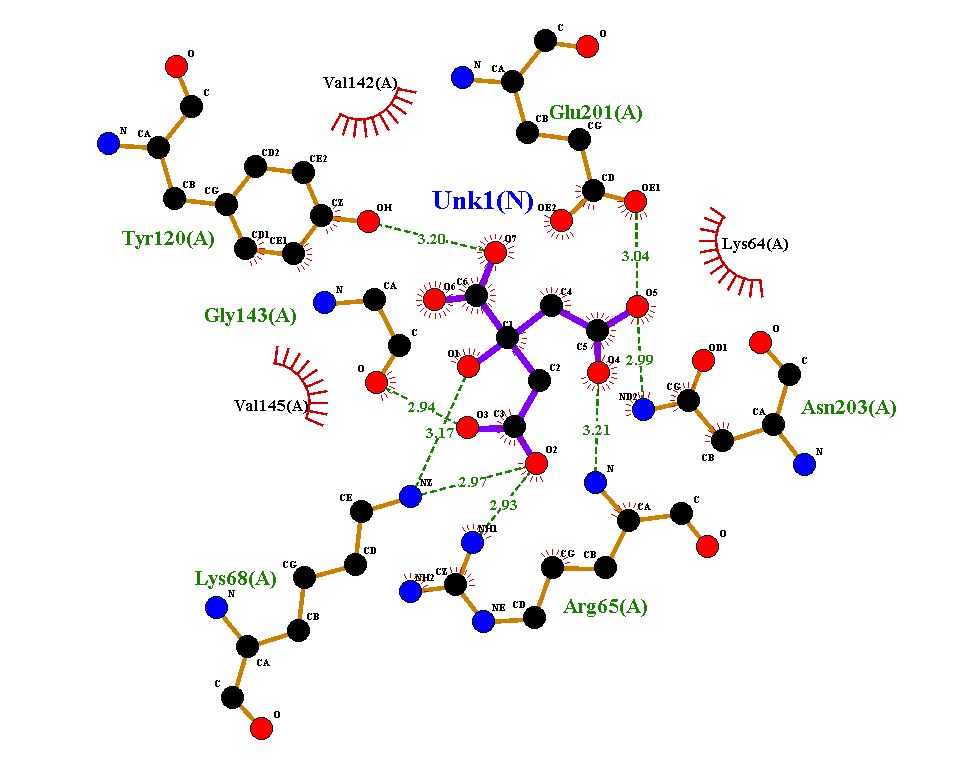 C
O
N
CA
Val142(A)
Glu201(A)
CB
CG
CD
OE1
OE2
O
C
N
CA
CB
CG
CD2
CE2
CZ
OH
CD1
CE1
Tyr120(A)
Unk1(N)
3.20
O7
3.04
Lys64(A)
O6
C6
C4
O5
Gly143(A)
N
CA
C
O
C1
C5
O4
2.99
O1
C2
Val145(A)
2.94
3.17
O3
C3
O2
3.21
OD1
O
CG
C
ND2
CA
CB
N
Asn203(A)
NZ
2.97
2.93
CE
CD
CG
CB
Lys68(A)
N
CA
C
O
NH1
CZ
NH2
NE
CD
CG
CB
N
CA
C
O
Arg65(A)